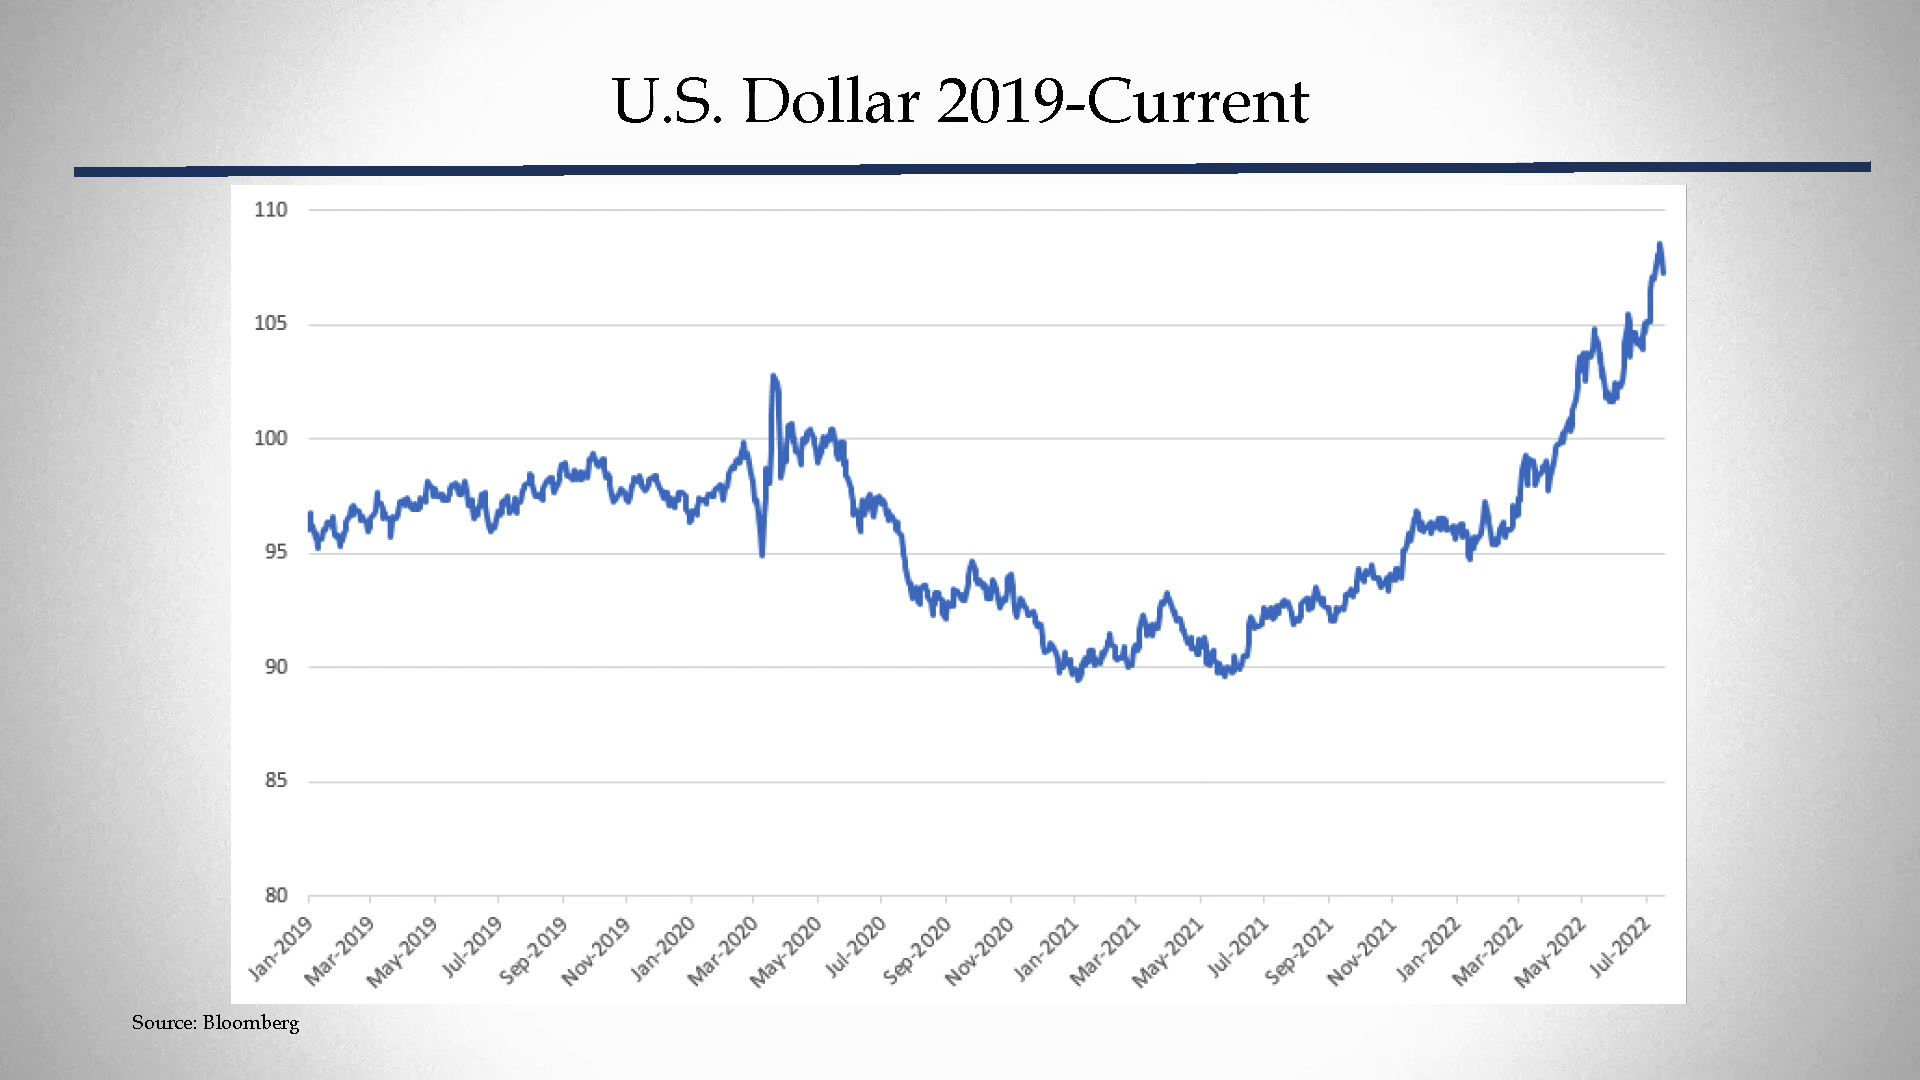 U.S. Dollar 2019-Current
110
105
100
95
90
85
80
Jan-2019
Mar-2019
May-2019
Jul-2019
Sep-2019
Nov-2019
Jan-2020
Mar-2020
May-2020
Jul-2020
Sep-2020
Nov-2020
Jan-2021
Mar-2021
May-2021
Jul-2021
Sep-2021
Nov-2021
Jan-2022
Mar-2022
May-2022
Jul-2022
Source: Bloomberg